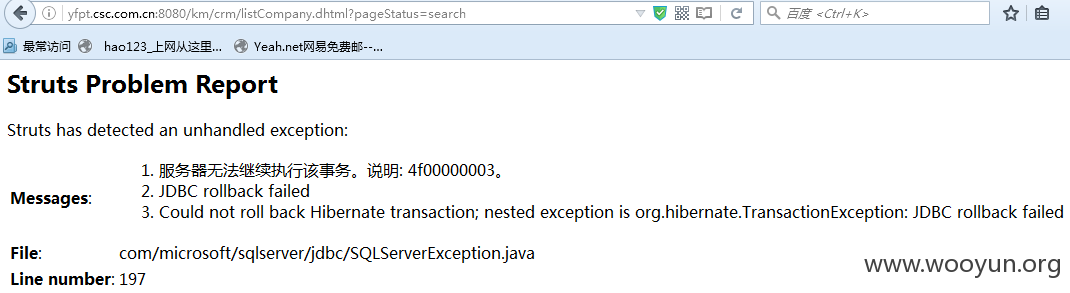 yfpt.csc.com.cn:8080/km/crm/listCompany.dhtml?pageStatus=search
百度 <Ctrl+K>
最常访问 hao123_上网从这里... Yeah.net网易免费邮--...
Struts Problem Report
Struts has detected an unhandled exception:
Messages:
1. 服务器无法继续执行该事务。说明: 4f00000003。
2. JDBC rollback failed
3. Could not roll back Hibernate transaction; nested exception is org.hibernate.TransactionException: JDBC rollback failed
File: com/microsoft/sqlserver/jdbc/SQLServerException.java
Line number: 197
www.wooyun.org